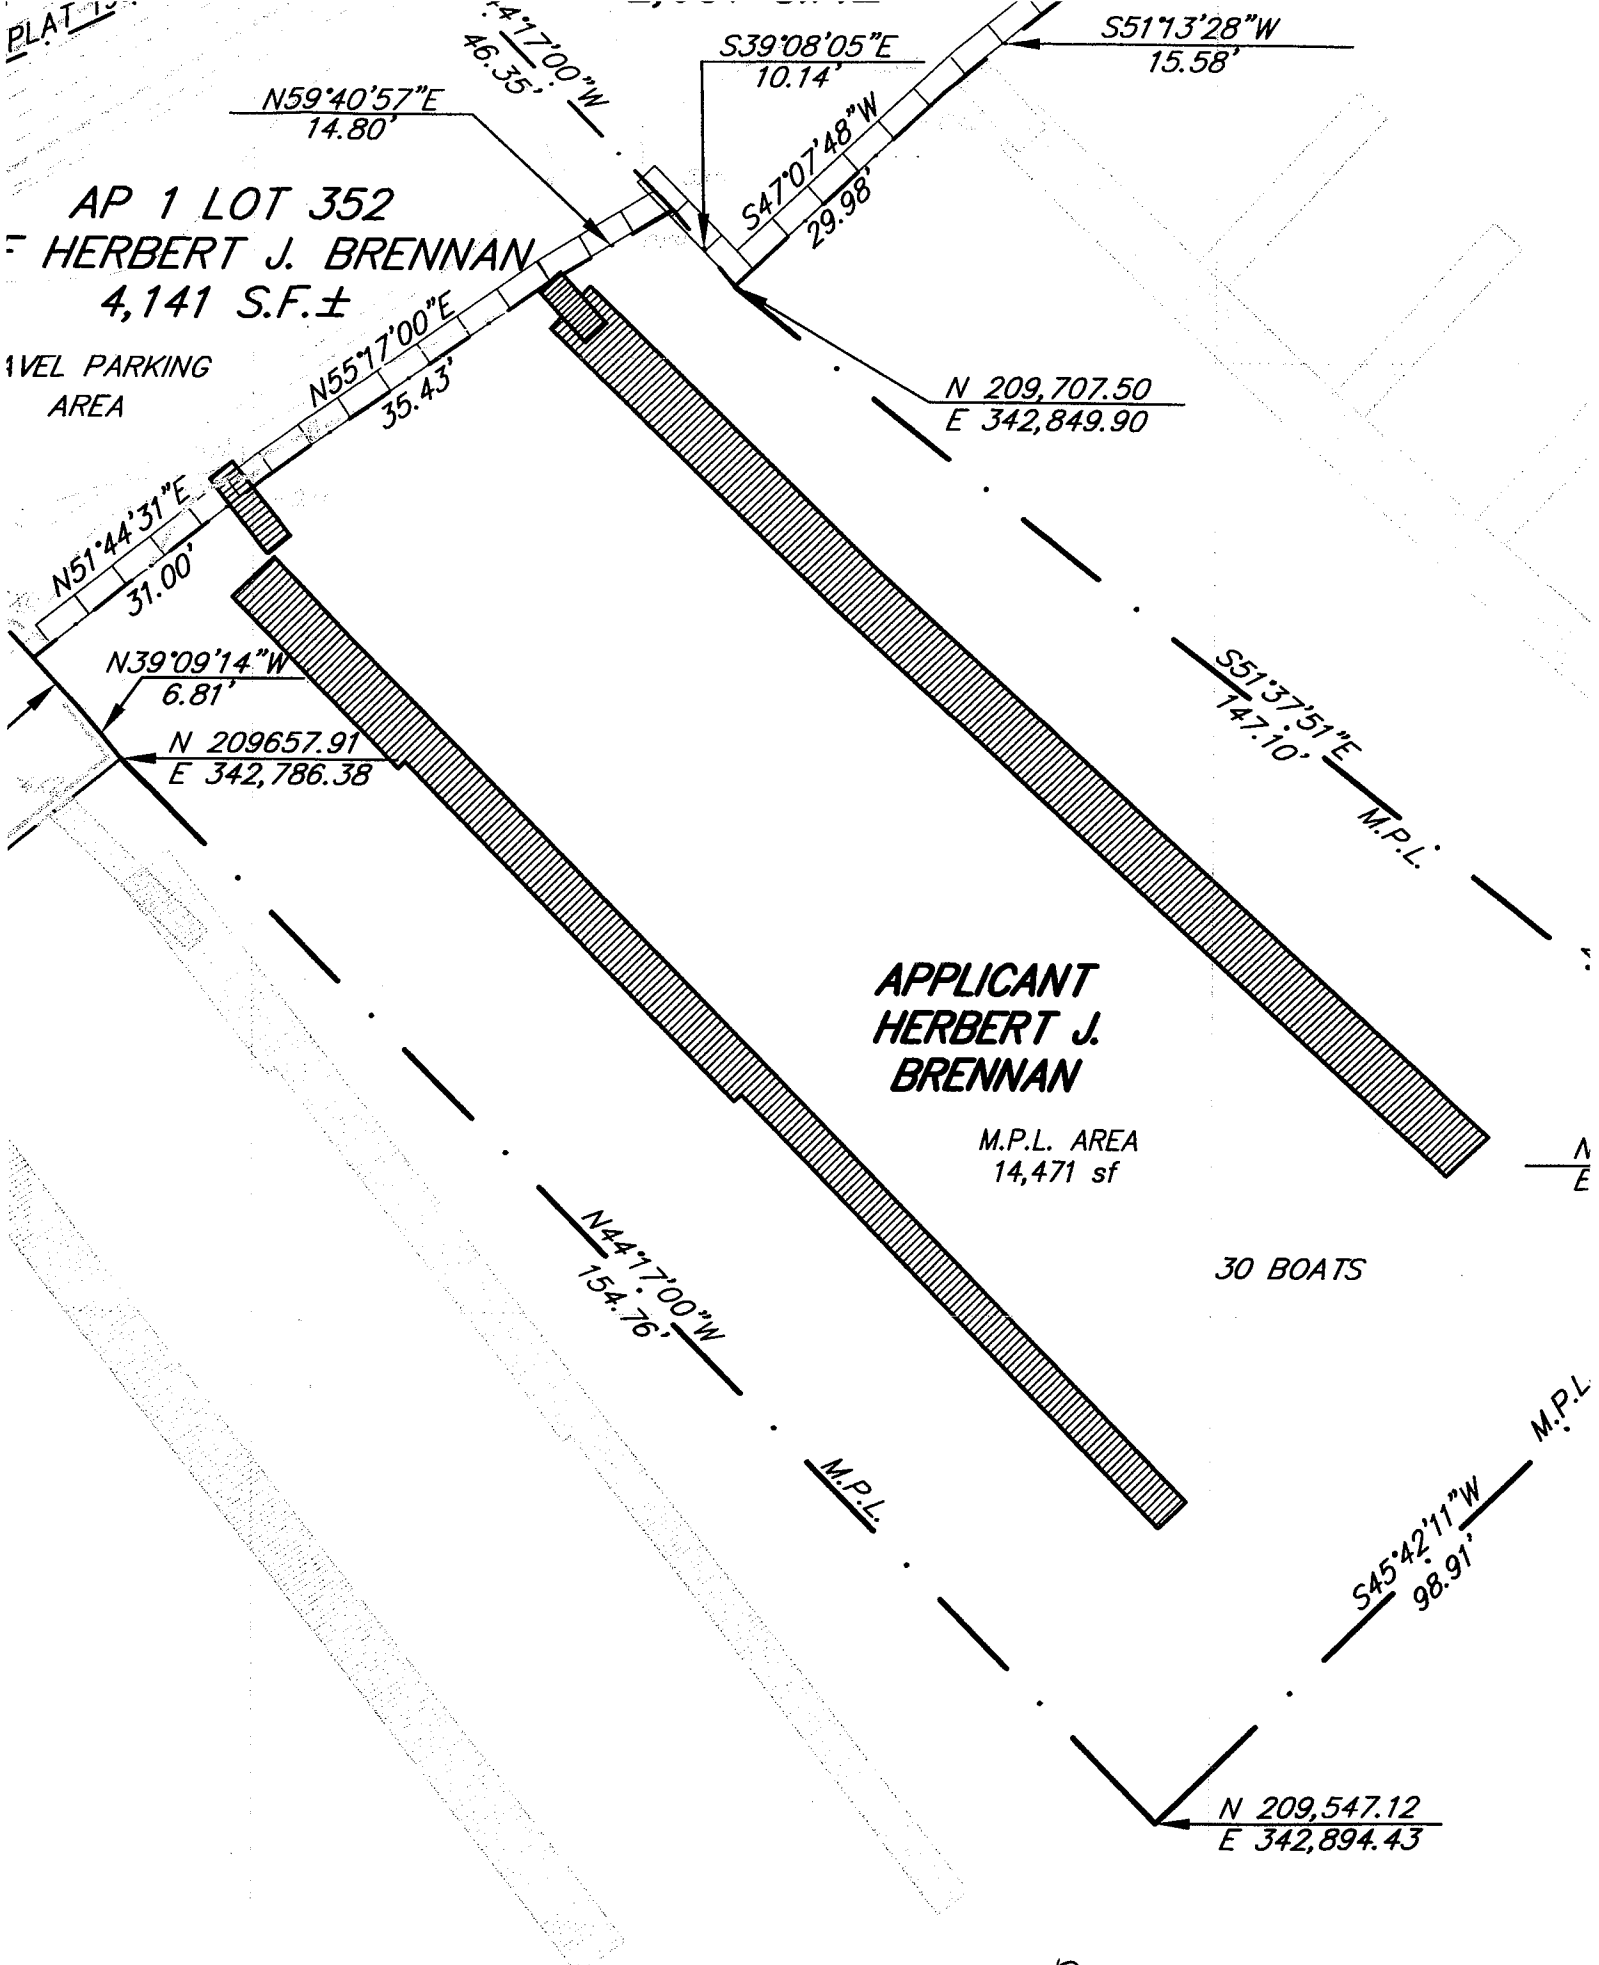 PLAT
46.35'
S39°08'05"E
10.14'
S51°13'28"W
15.58'
N59°40'57"E
14.80'
S47°07'48"W
29.98'
AP 1 LOT 352
HERBERT J. BRENNAN
4,141 S.F.±
PARKING
AREA
N55°17'00"E
35.43'
N 209,707.50
E 342,849.90
N51°44'31"E
31.00'
N39°09'14"W
6.81'
N 209657.91
E 342,786.38
S51°37'51"E
147.10'
M.P.L.
APPLICANT
HERBERT J.
BRENNAN
M.P.L. AREA
14,471 sf
N
E
30 BOATS
N44°17'00"W
154.76'
M.P.L.
M.P.L.
S45°42'11"W
98.91'
N 209,547.12
E 342,894.43